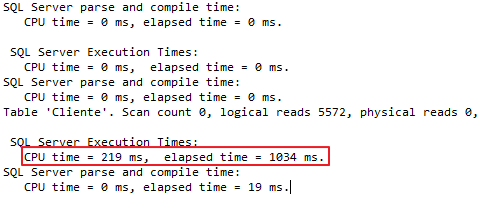 SQL Server parse and compile time:
CPU time = 0 ms, elapsed time = 0 ms.
SQL Server Execution Times:
CPU time = 0 ms,  elapsed time = 0 ms.
SQL Server parse and compile time:
CPU time = 0 ms, elapsed time = 0 ms.
Table 'Cliente'. Scan count 0, logical reads 5572, physical reads 0,
SQL Server Execution Times:
CPU time = 219 ms,  elapsed time = 1034 ms.
SQL Server parse and compile time:
CPU time = 0 ms, elapsed time = 19 ms.